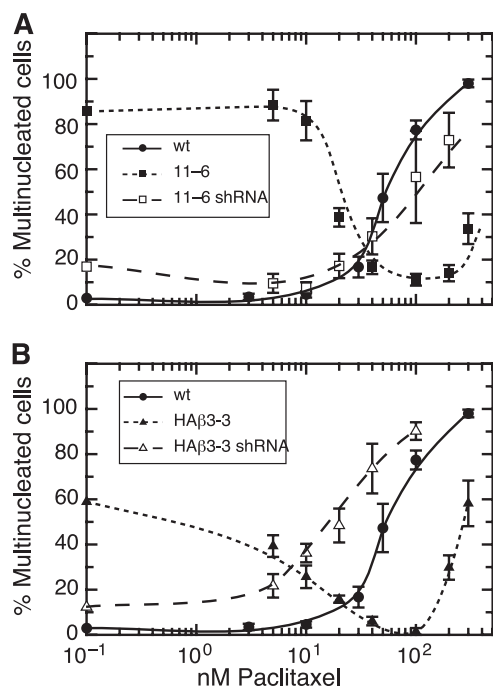 A
% Multinucleated cells
100
80
60
40
20
0
wt
11–6
11–6 shRNA
B
% Multinucleated cells
100
80
60
40
20
0
wt
HAβ3-3
HAβ3-3 shRNA
10⁻¹ 10⁰ 10¹ 10²
nM Paclitaxel